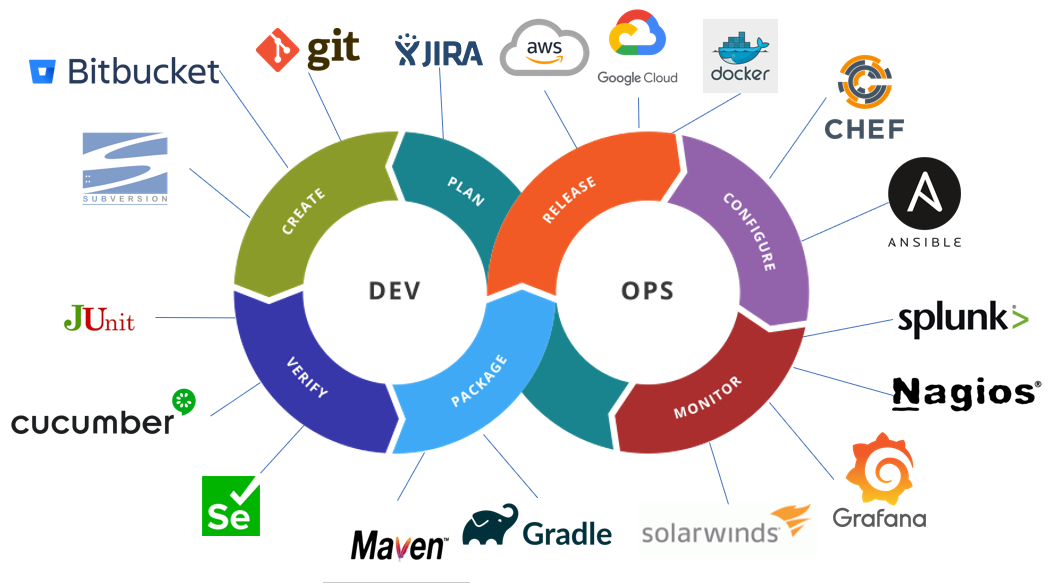 Bitbucket
git
JIRA
aws
Google Cloud
docker
CHEF
SUBVERSION
ANSIBLE
CREATE
PLAN
RELEASE
CONFIGURE
DEV
OPS
JUnit
splunk>
VERIFY
PACKAGE
MONITOR
Nagios®
cucumber
Se
Maven™
Gradle
solarwinds
Grafana